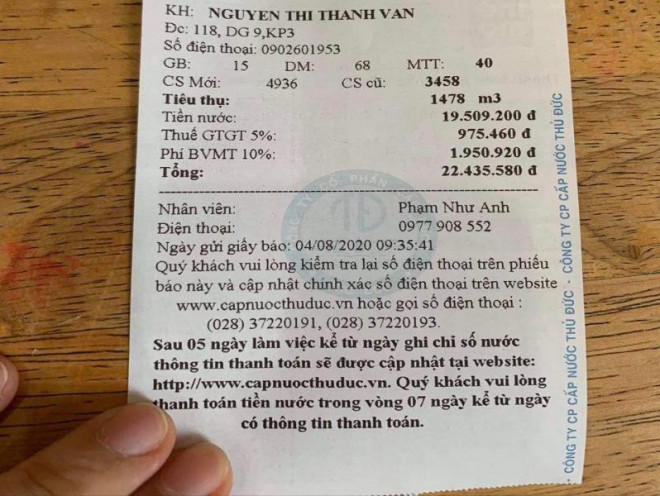 KH: NGUYEN THI THANH VAN
Đc: 118, DG 9,KP3
Số điện thoại: 0902601953
GB: 15 DM: 68 MTT: 40
CS Mới: 4936 CS cũ: 3458
Tiêu thụ: 1478 m3
Tiền nước: 19.509.200 đ
Thuế GTGT 5%: 975.460 đ
Phí BVMT 10%: 1.950.920 đ
Tổng: 22.435.580 đ
Nhân viên: Phạm Như Anh
Điện thoại: 0977 908 552
Ngày gửi giấy báo: 04/08/2020 09:35:41
Quý khách vui lòng kiểm tra lại số điện thoại trên phiếu
báo này và cập nhật chính xác số điện thoại trên website
www.capnuocthuduc.vn hoặc gọi số điện thoại :
(028) 37220191, (028) 37220193.
Sau 05 ngày làm việc kể từ ngày ghi chỉ số nước
thông tin thanh toán sẽ được cập nhật tại website:
http://www.capnuocthuduc.vn. Quý khách vui lòng
thanh toán tiền nước trong vòng 07 ngày kể từ ngày
có thông tin thanh toán.
- CÔNG TY CP CẤP NƯỚC THỦ ĐỨC - CÔNG TY CP CẤP NƯỚC THỦ ĐỨC